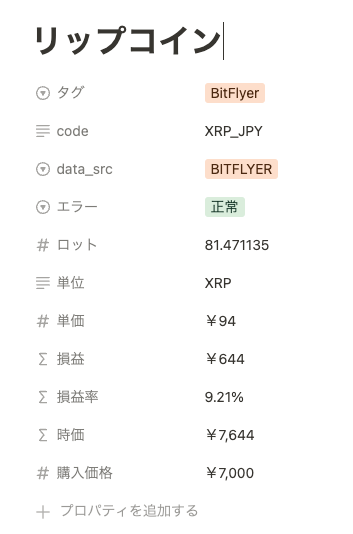 リップコイン
タグ BitFlyer
code XRP_JPY
data_src BITFLYER
エラー 正常
ロット 81.471135
単位 XRP
単価 ¥94
損益 ¥644
損益率 9.21%
時価 ¥7,644
購入価格 ¥7,000
プロパティを追加する